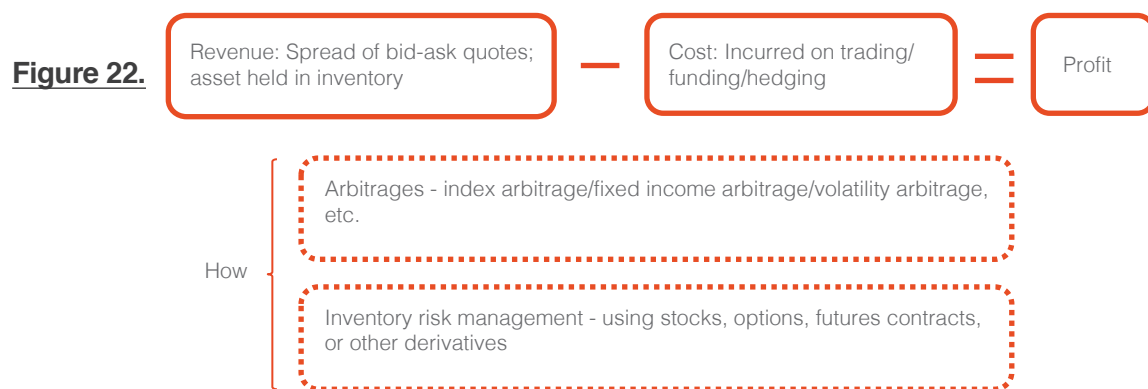 Figure 22.
Revenue: Spread of bid-ask quotes;
asset held in inventory
Cost: Incurred on trading/
funding/hedging
Profit
How
Arbitrages - index arbitrage/fixed income arbitrage/volatility arbitrage,
etc.
Inventory risk management - using stocks, options, futures contracts,
or other derivatives